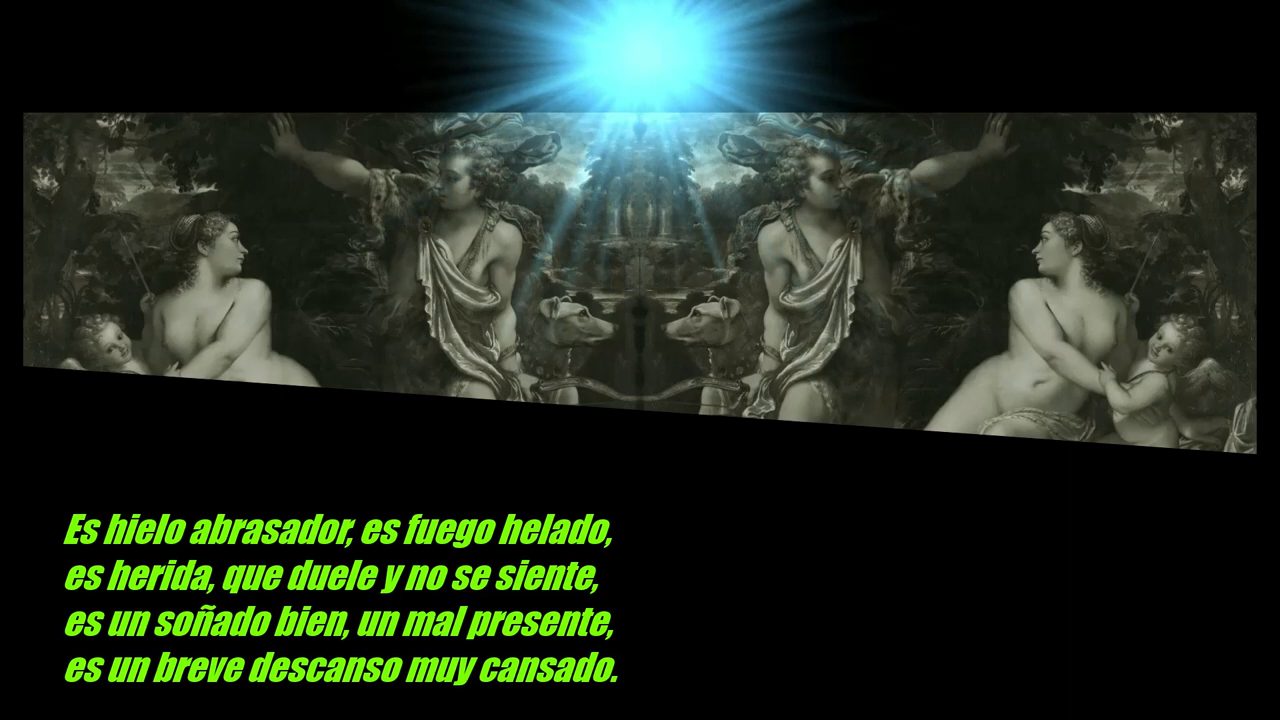 Es hielo abrasador, es fuego helado,
es herida, que duele y no se siente,
es un soñado bien, un mal presente,
es un breve descanso muy cansado.